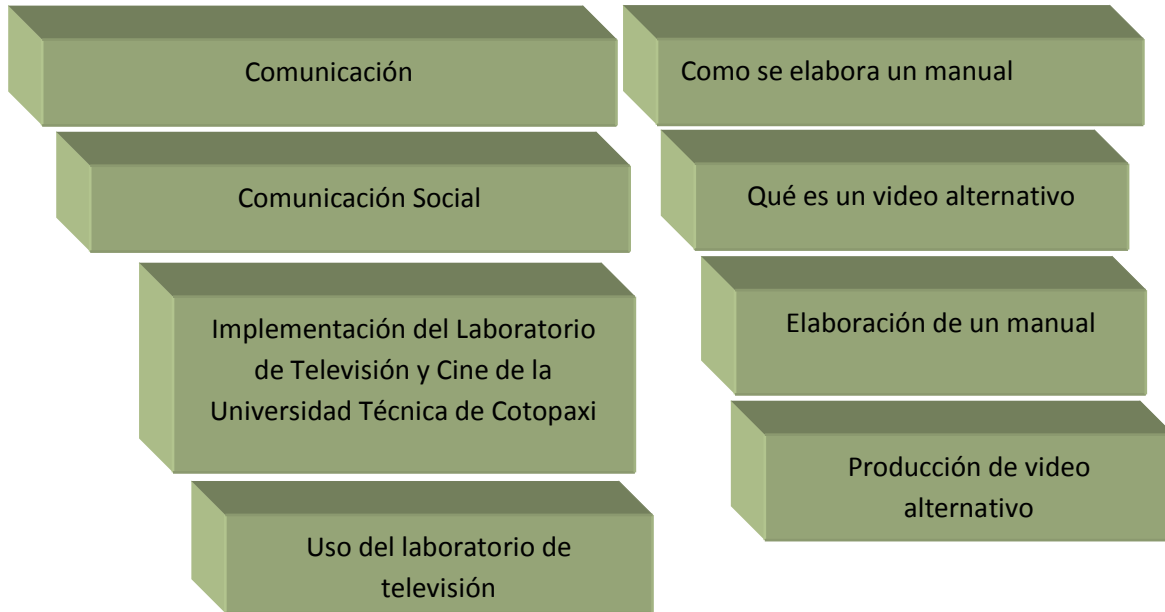 Comunicación
Comunicación Social
Implementación del Laboratorio
de Televisión y Cine de la
Universidad Técnica de Cotopaxi
Uso del laboratorio de
televisión
Como se elabora un manual
Qué es un video alternativo
Elaboración de un manual
Producción de video
alternativo